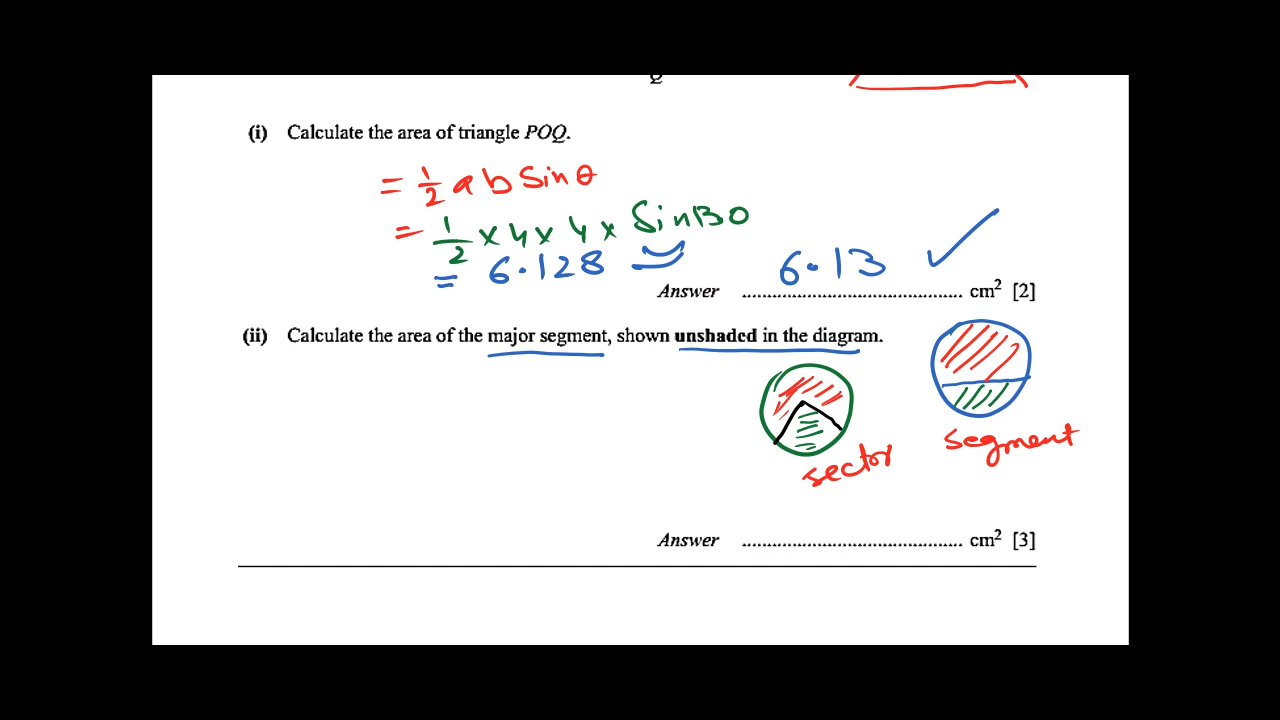 Q
(i) Calculate the area of triangle POQ.
= 1/2 a b Sin θ
= 1/2 × 4 × 4 × Sin 130
= 6.128
6.13 ✓
Answer ............................................ cm² [2]
(ii) Calculate the area of the major segment, shown unshaded in the diagram.
segment
sector
Answer ............................................ cm² [3]